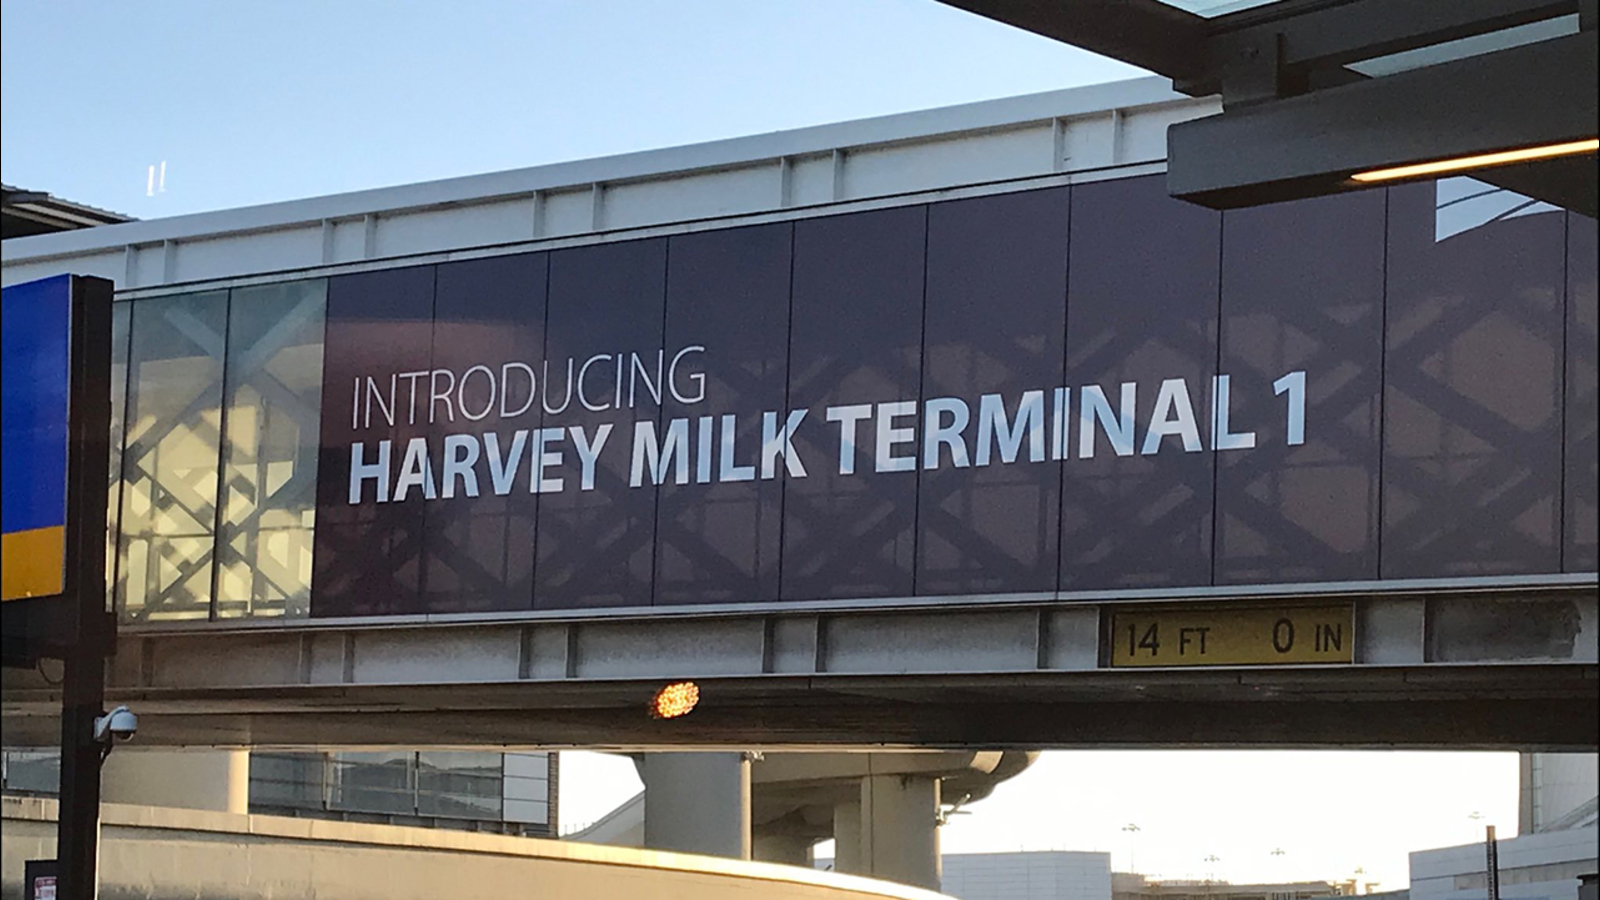 INTRODUCING
HARVEY MILK TERMINAL 1
14 FT 0 IN